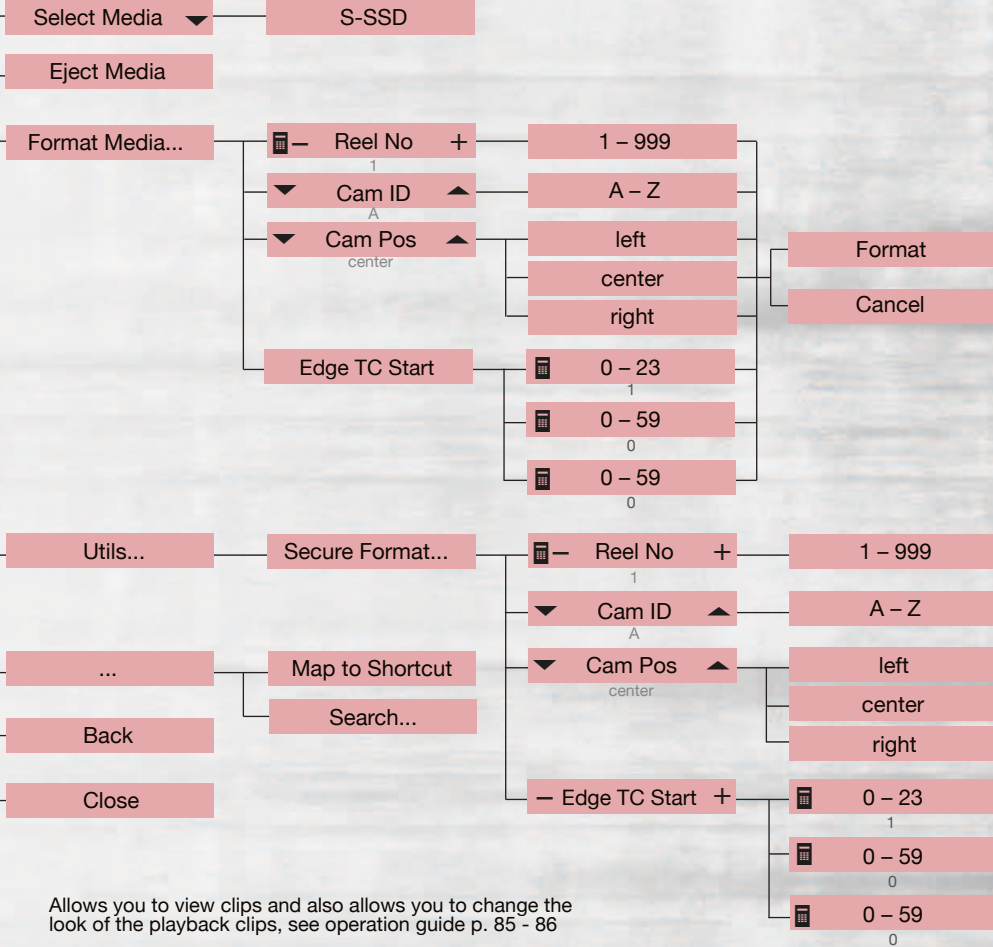 Select Media
S-SSD
Eject Media
Format Media...
– Reel No +
1
1 – 999
Cam ID
A
A – Z
Cam Pos
center
left
center
right
Format
Cancel
Edge TC Start
0 – 23
1
0 – 59
0
0 – 59
0
Utils...
Secure Format...
– Reel No +
1
1 – 999
Cam ID
A
A – Z
Cam Pos
center
left
center
right
...
Map to Shortcut
Search...
Back
Close
– Edge TC Start +
0 – 23
1
0 – 59
0
0 – 59
0
Allows you to view clips and also allows you to change the
look of the playback clips, see operation guide p. 85 - 86